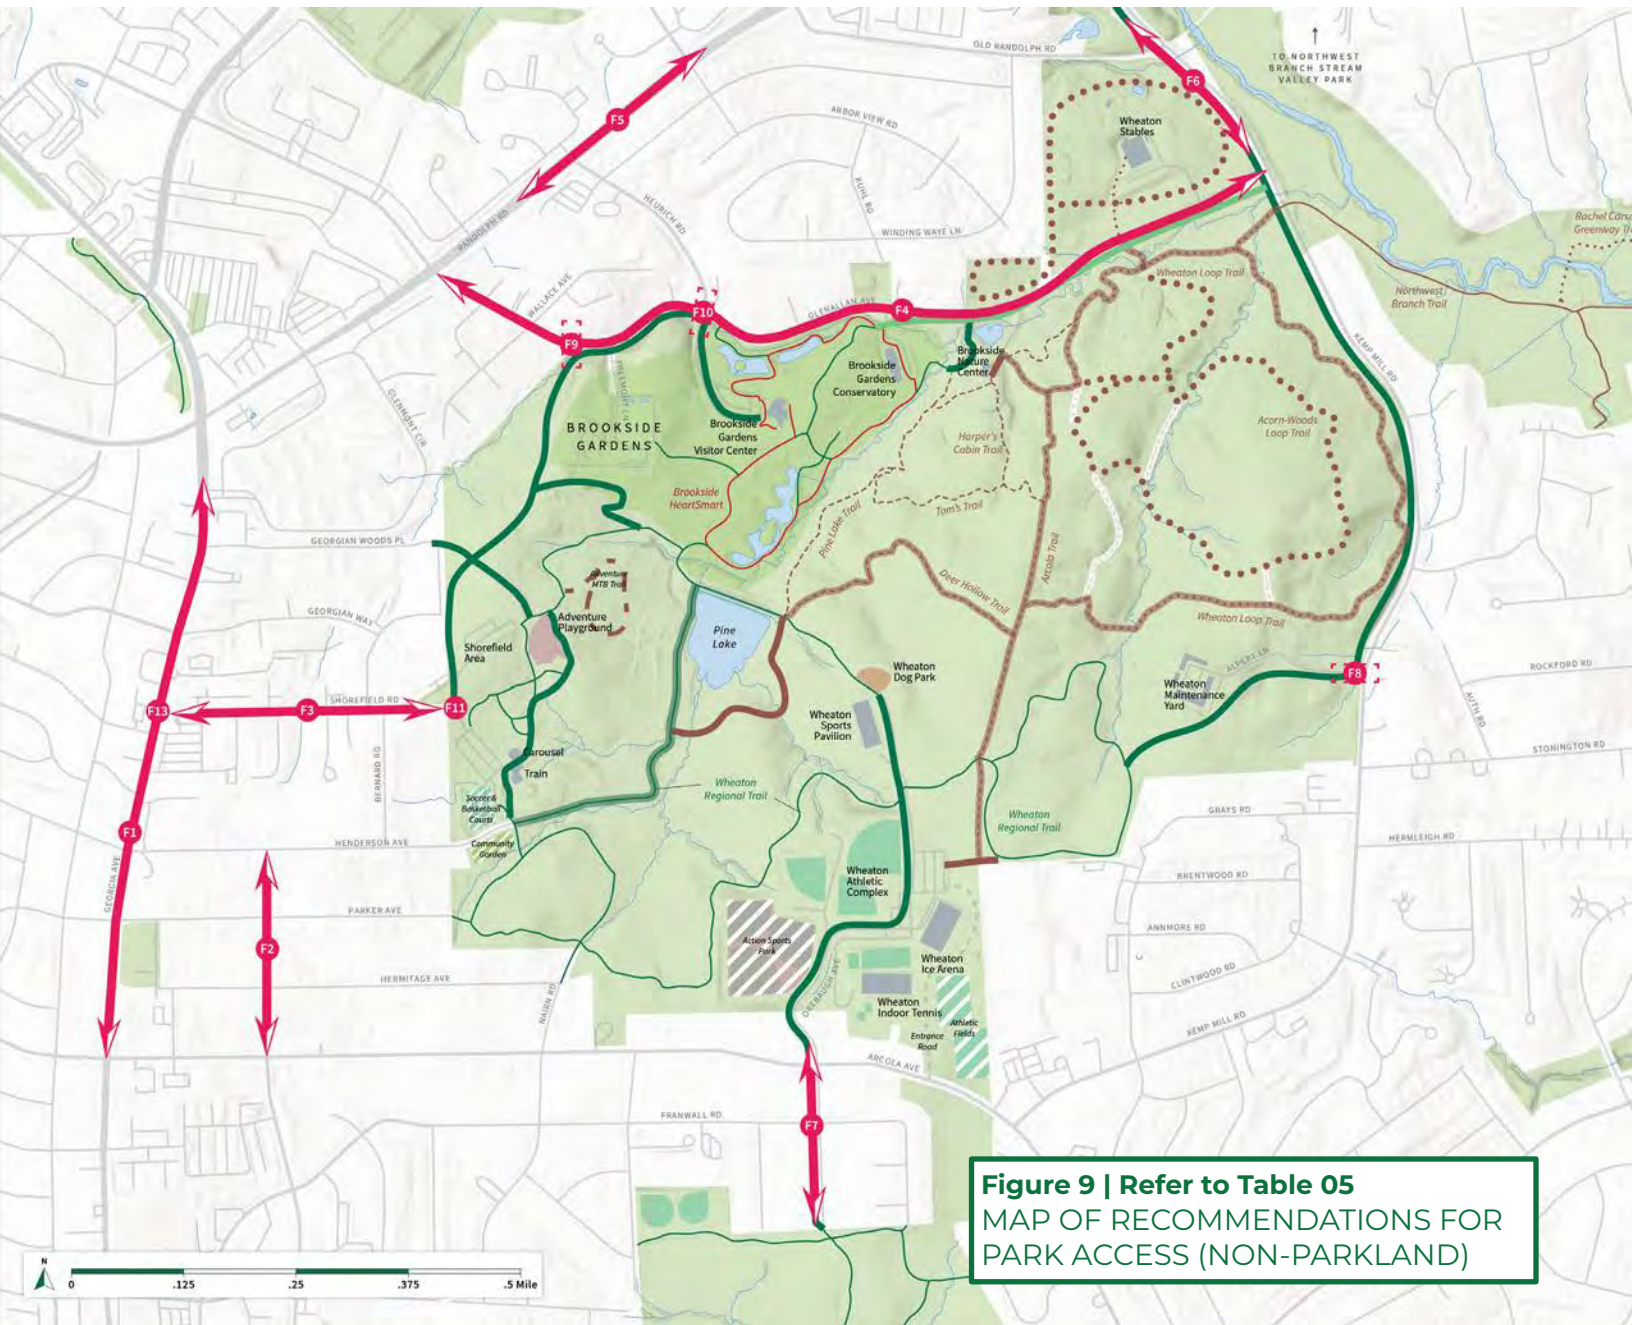 OLD RANDOLPH RD
TO NORTHWEST
BRANCH STREAM
VALLEY PARK
F6
F5
ARBOR VIEW RD
Wheaton
Stables
KUHL RD
HEURICH RD
RANDOLPH RD
WINDING WAYE LN
Rachel Cars
Greenway Tr
Wheaton Loop Trail
WALLACE AVE
Northwest
Branch Trail
GLENALLAN AVE
F10
F4
F9
KEMP MILL RD
Brookside
Nature
Center
Brookside
Gardens
Conservatory
FREEMONT LN
GLENMONT CIR
BROOKSIDE
GARDENS
Brookside
Gardens
Visitor Center
Acorn-Woods
Loop Trail
Harper's
Cabin Trail
Brookside
HeartSmart
Tom's Trail
Pine Lake Trail
GEORGIAN WOODS PL
Arcola Trail
Deer Hollow Trail
Adventure
MTB Trail
GEORGIAN WAY
Adventure
Playground
Pine
Lake
Wheaton Loop Trail
Shorefield
Area
ALPERT LN
ROCKFORD RD
Wheaton
Dog Park
F8
Wheaton
Maintenance
Yard
SHOREFIELD RD
F13
F3
F11
AUTH RD
Wheaton
Sports
Pavilion
STONINGTON RD
Carousel
Train
BERNARD RD
Wheaton
Regional Trail
Soccer &
Basketball
Courts
Wheaton
Regional Trail
GRAYS RD
F1
HENDERSON AVE
HERMLEIGH RD
Community
Garden
GEORGIA AVE
BRENTWOOD RD
Wheaton
Athletic
Complex
PARKER AVE
ANNMORE RD
F2
Action Sports
Park
Wheaton
Ice Arena
HERMITAGE AVE
CLINTWOOD RD
NAIRN RD
OREBAUGH AVE
Wheaton
Indoor Tennis
Athletic
Fields
KEMP MILL RD
Entrance
Road
ARCOLA AVE
FRANWALL RD
F7
Figure 9 | Refer to Table 05
MAP OF RECOMMENDATIONS FOR
PARK ACCESS (NON-PARKLAND)
N
0 .125 .25 .375 .5 Mile